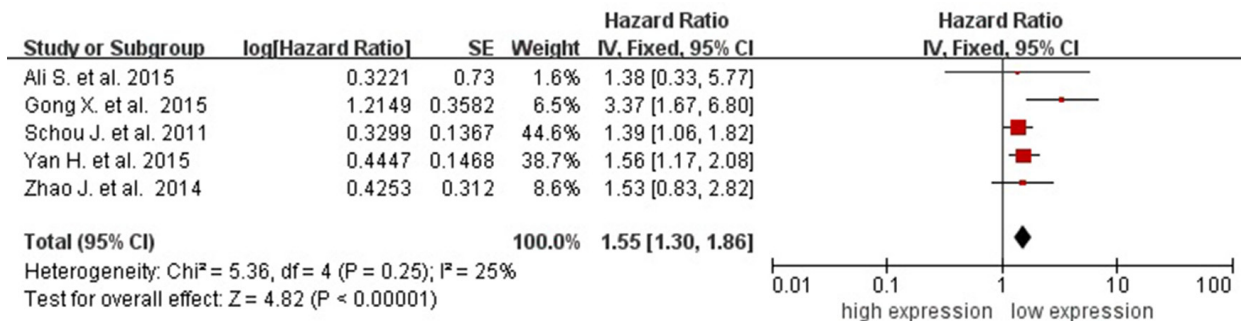 Hazard Ratio Hazard Ratio
Study or Subgroup log[Hazard Ratio] SE Weight IV, Fixed, 95% CI IV, Fixed, 95% CI
Ali S. et al. 2015 0.3221 0.73 1.6% 1.38 [0.33, 5.77]
Gong X. et al. 2015 1.2149 0.3582 6.5% 3.37 [1.67, 6.80]
Schou J. et al. 2011 0.3299 0.1367 44.6% 1.39 [1.06, 1.82]
Yan H. et al. 2015 0.4447 0.1468 38.7% 1.56 [1.17, 2.08]
Zhao J. et al. 2014 0.4253 0.312 8.6% 1.53 [0.83, 2.82]
Total (95% CI) 100.0% 1.55 [1.30, 1.86]
Heterogeneity: Chi² = 5.36, df = 4 (P = 0.25); I² = 25%
Test for overall effect: Z = 4.82 (P < 0.00001)
0.01 0.1 1 10 100
high expression low expression